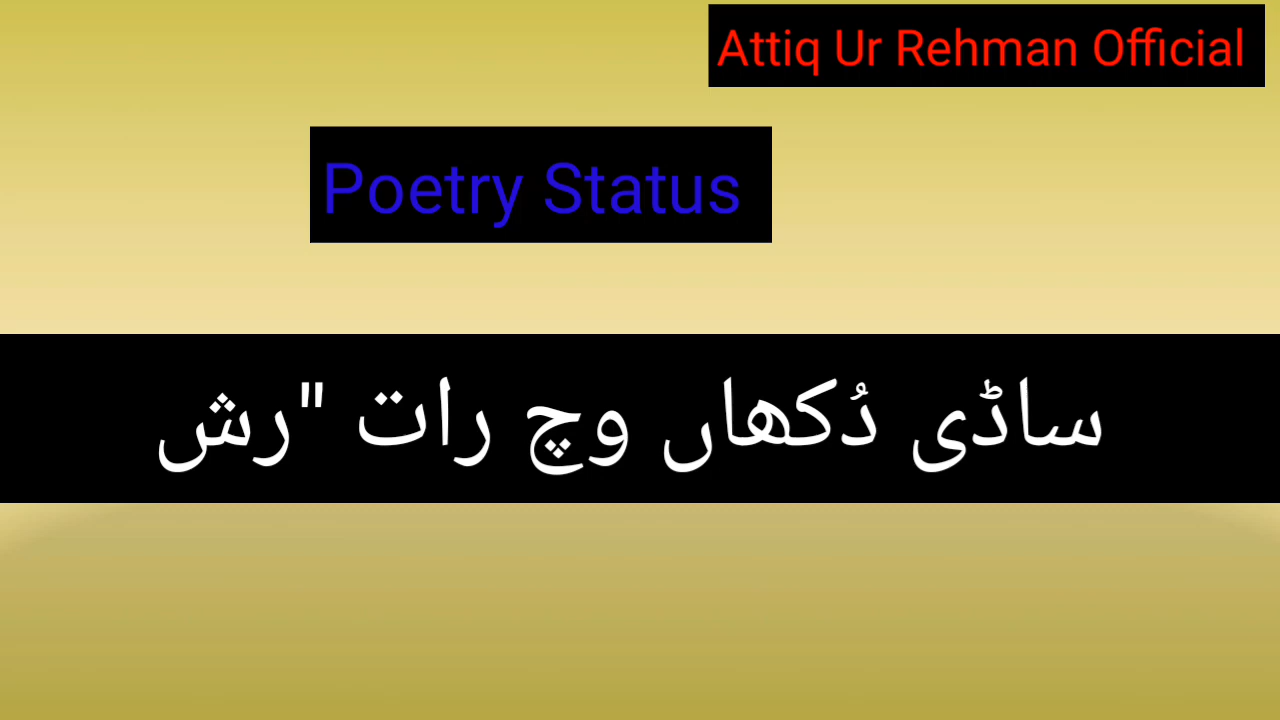 Attiq Ur Rehman Official
Poetry Status
ساڈی دُکھاں وچ رات "رش